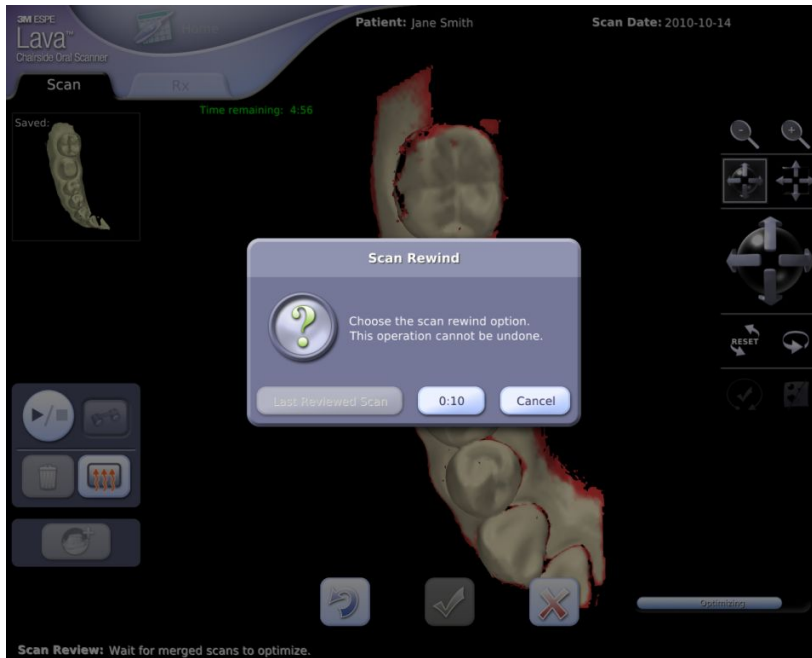 3M ESPE
Lava™
Chairside Oral Scanner
Home
Patient: Jane Smith
Scan Date: 2010-10-14
Scan
Rx
Time remaining: 4:56
Saved:
Scan Rewind
?
Choose the scan rewind option.
This operation cannot be undone.
Last Reviewed Scan
0:10
Cancel
RESET
Optimizing
Scan Review: Wait for merged scans to optimize.